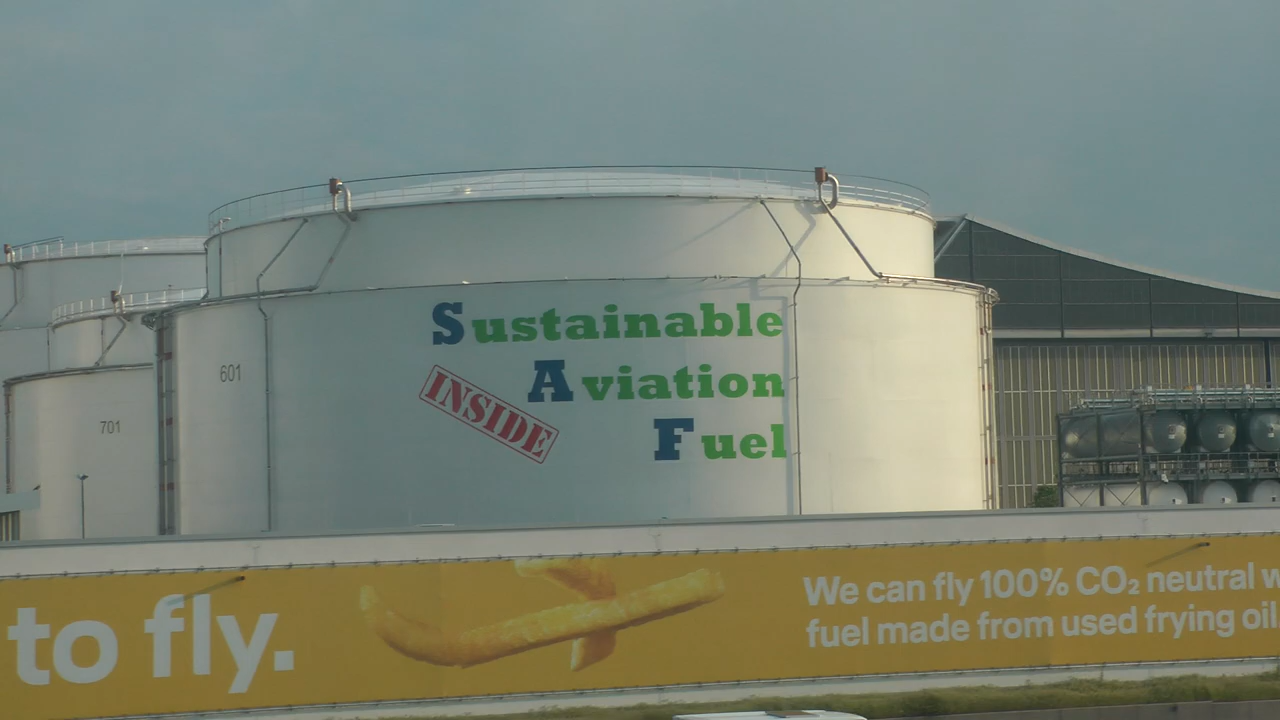 Sustainable
Aviation
INSIDE
Fuel
601
701
to fly.
We can fly 100% CO₂ neutral
fuel made from used frying oil